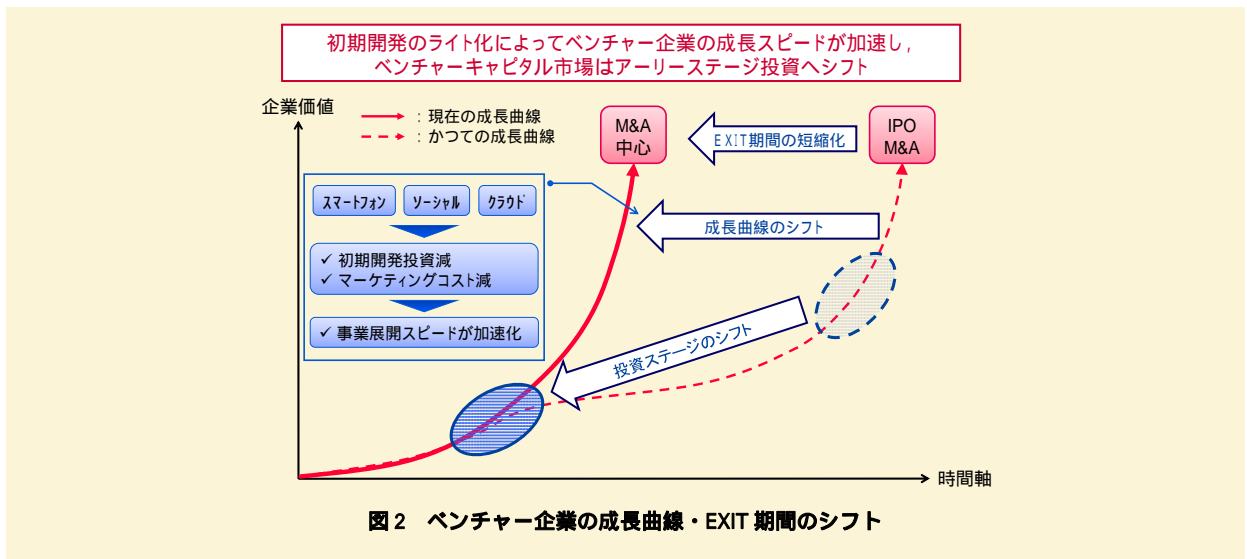 初期開発のライト化によってベンチャー企業の成長スピードが加速し，
ベンチャーキャピタル市場はアーリーステージ投資へシフト
企業価値
：現在の成長曲線
：かつての成長曲線
M&A
中心
EXIT期間の短縮化
IPO
M&A
スマートフォン
ソーシャル
クラウド
成長曲線のシフト
✓ 初期開発投資減
✓ マーケティングコスト減
✓ 事業展開スピードが加速化
投資ステージのシフト
時間軸
図2　ベンチャー企業の成長曲線・EXIT 期間のシフト